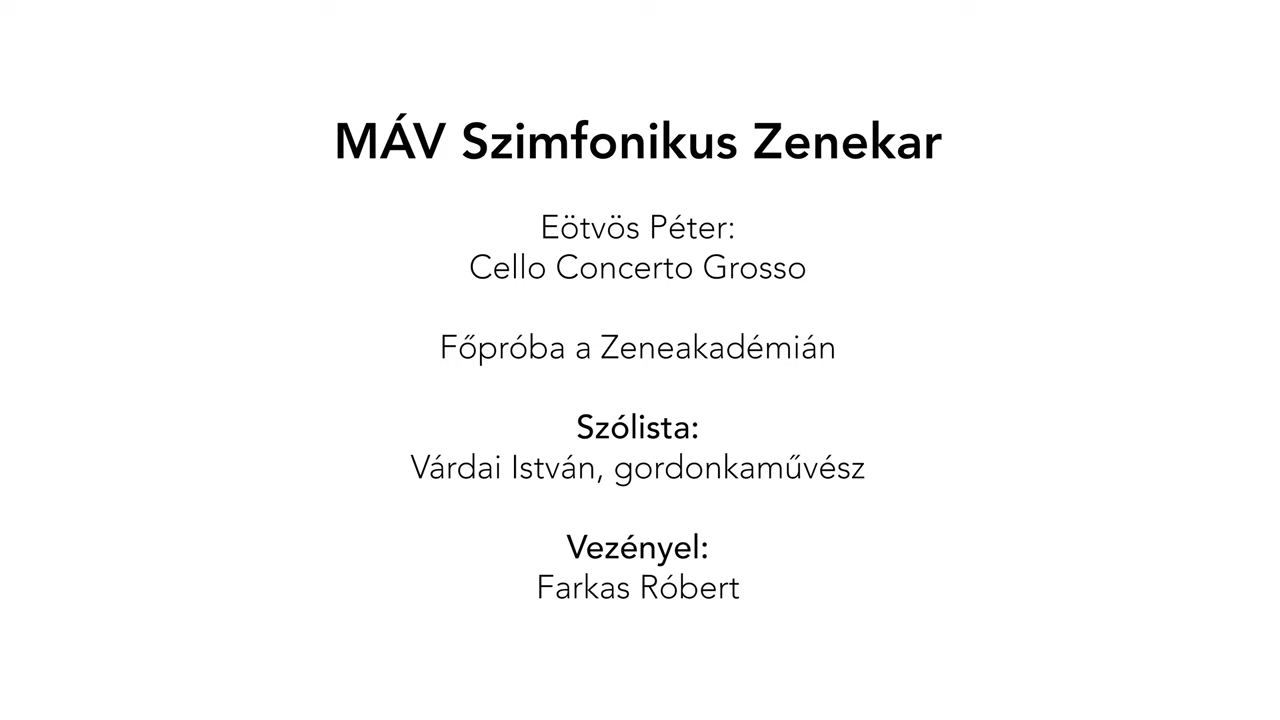 MÁV Szimfonikus Zenekar
Eötvös Péter:
Cello Concerto Grosso
Főpróba a Zeneakadémián
Szólista:
Várdai István, gordonkaművész
Vezényel:
Farkas Róbert